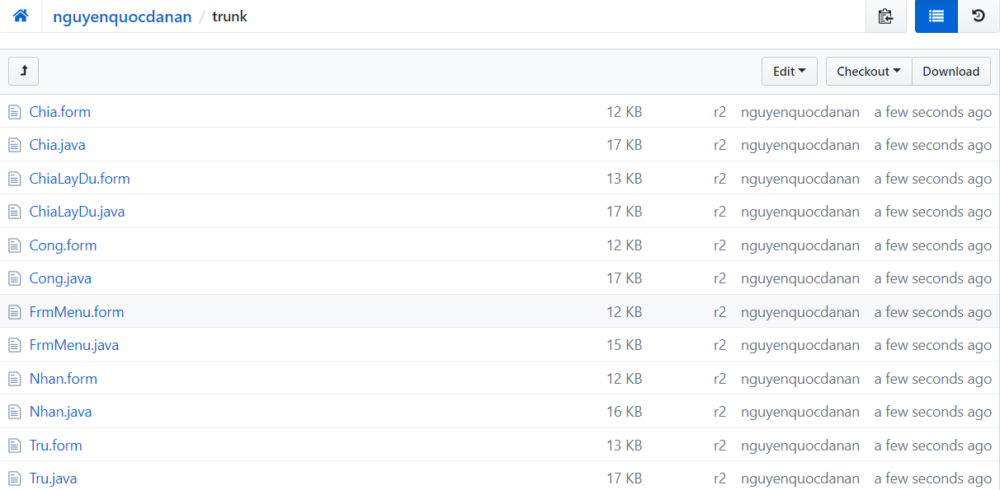 nguyenquocdanan / trunk
Edit Checkout Download
Chia.form 12 KB r2 nguyenquocdanan a few seconds ago
Chia.java 17 KB r2 nguyenquocdanan a few seconds ago
ChiaLayDu.form 13 KB r2 nguyenquocdanan a few seconds ago
ChiaLayDu.java 17 KB r2 nguyenquocdanan a few seconds ago
Cong.form 12 KB r2 nguyenquocdanan a few seconds ago
Cong.java 17 KB r2 nguyenquocdanan a few seconds ago
FrmMenu.form 12 KB r2 nguyenquocdanan a few seconds ago
FrmMenu.java 15 KB r2 nguyenquocdanan a few seconds ago
Nhan.form 12 KB r2 nguyenquocdanan a few seconds ago
Nhan.java 16 KB r2 nguyenquocdanan a few seconds ago
Tru.form 13 KB r2 nguyenquocdanan a few seconds ago
Tru.java 17 KB r2 nguyenquocdanan a few seconds ago